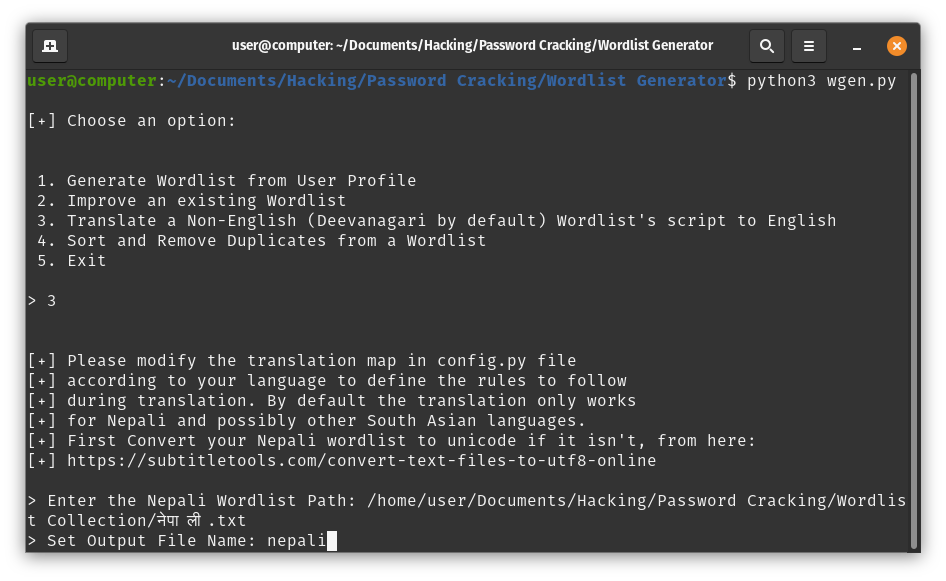 user@computer: ~/Documents/Hacking/Password Cracking/Wordlist Generator
user@computer:~/Documents/Hacking/Password Cracking/Wordlist Generator$ python3 wgen.py
[+] Choose an option:
1. Generate Wordlist from User Profile
2. Improve an existing Wordlist
3. Translate a Non-English (Deevanagari by default) Wordlist's script to English
4. Sort and Remove Duplicates from a Wordlist
5. Exit
> 3
[+] Please modify the translation map in config.py file
[+] according to your language to define the rules to follow
[+] during translation. By default the translation only works
[+] for Nepali and possibly other South Asian languages.
[+] First Convert your Nepali wordlist to unicode if it isn't, from here:
[+] https://subtitletools.com/convert-text-files-to-utf8-online
> Enter the Nepali Wordlist Path: /home/user/Documents/Hacking/Password Cracking/Wordlis
t Collection/नेपा ली .txt
> Set Output File Name: nepali